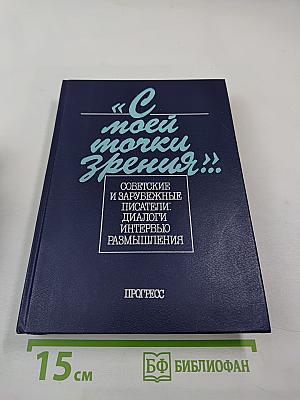 «С
моей
точки
зрения»...
СОВЕТСКИЕ
И ЗАРУБЕЖНЫЕ
ПИСАТЕЛИ:
ДИАЛОГИ
ИНТЕРВЬЮ
РАЗМЫШЛЕНИЯ
ПРОГРЕСС
15 см
БФ БИБЛИОФАН